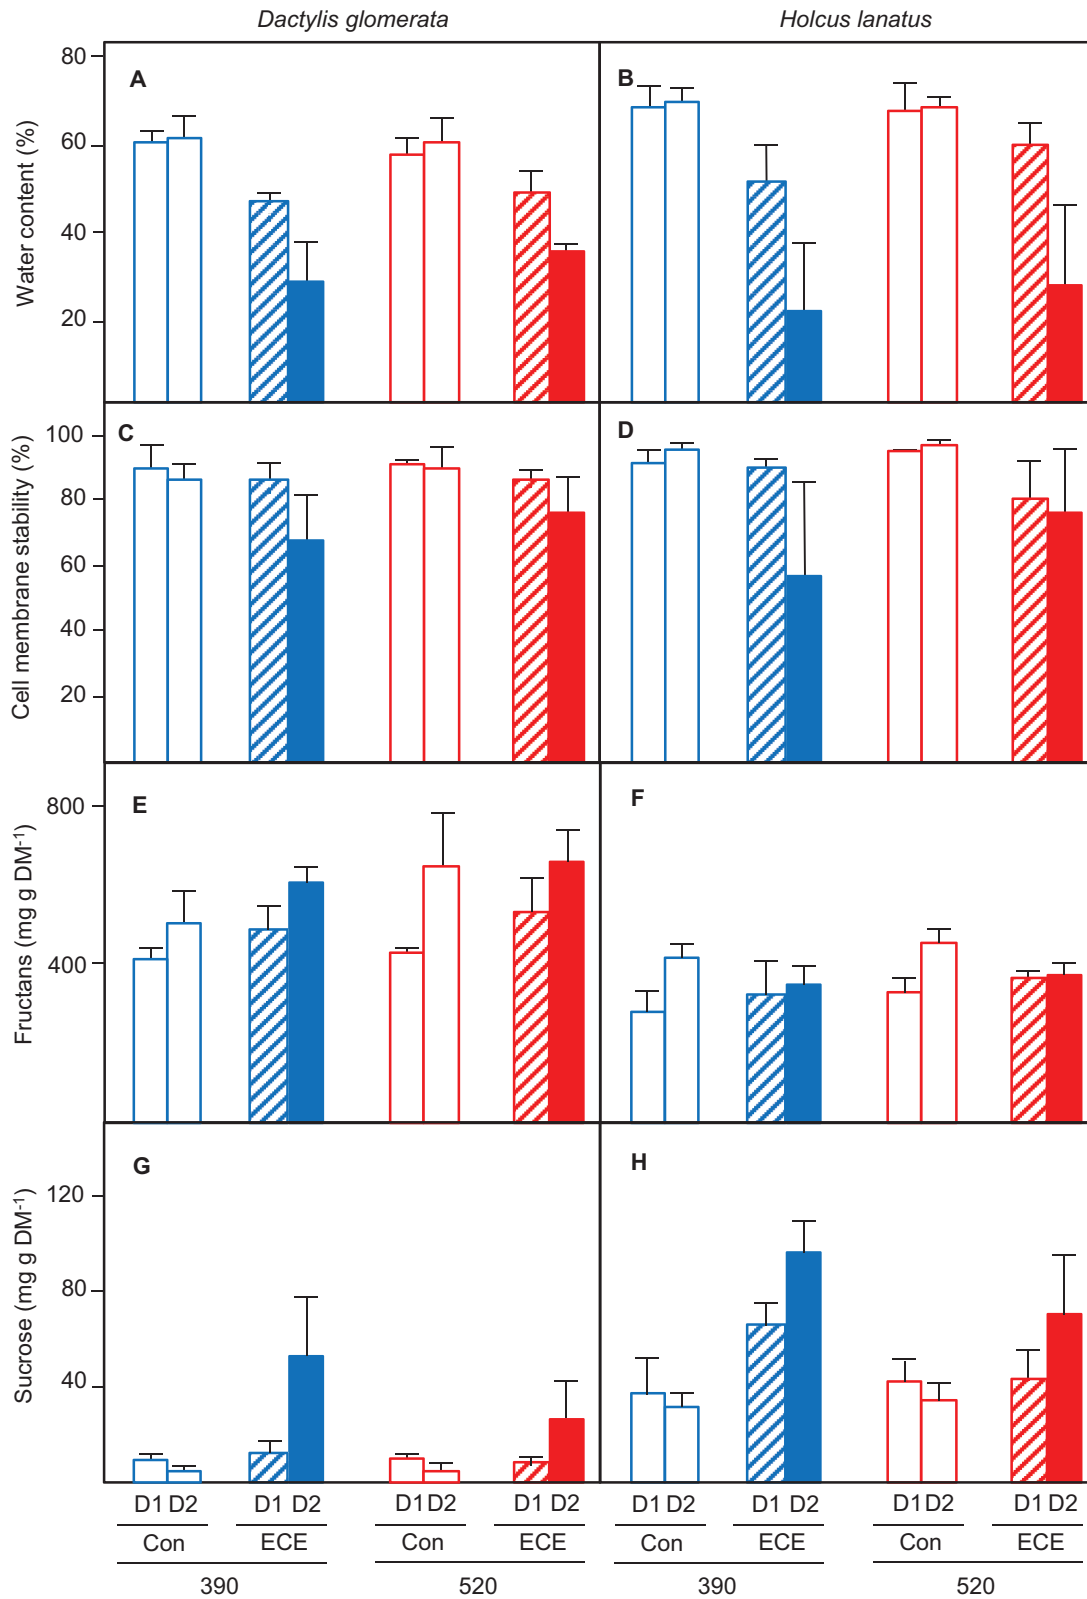 Dactylis glomerata
Holcus lanatus
Water content (%)
80
60
40
20
A
B
Cell membrane stability (%)
100
80
60
40
20
C
D
Fructans (mg g DM⁻¹)
800
400
E
F
Sucrose (mg g DM⁻¹)
120
80
40
G
H
D1 D2 D1 D2 D1 D2 D1 D2 D1 D2 D1 D2 D1 D2 D1 D2
Con ECE Con ECE Con ECE Con ECE
390 520 390 520